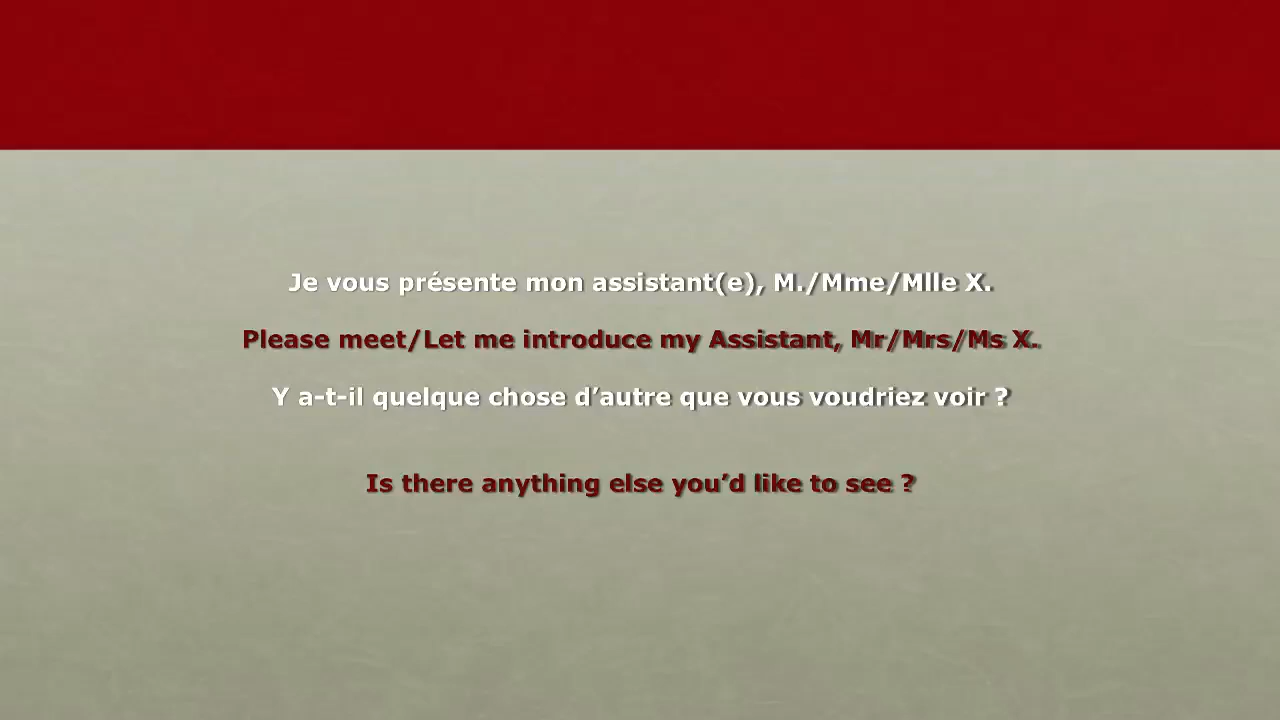 Je vous présente mon assistant(e), M./Mme/Mlle X.
Please meet/Let me introduce my Assistant, Mr/Mrs/Ms X.
Y a-t-il quelque chose d’autre que vous voudriez voir ?
Is there anything else you’d like to see ?